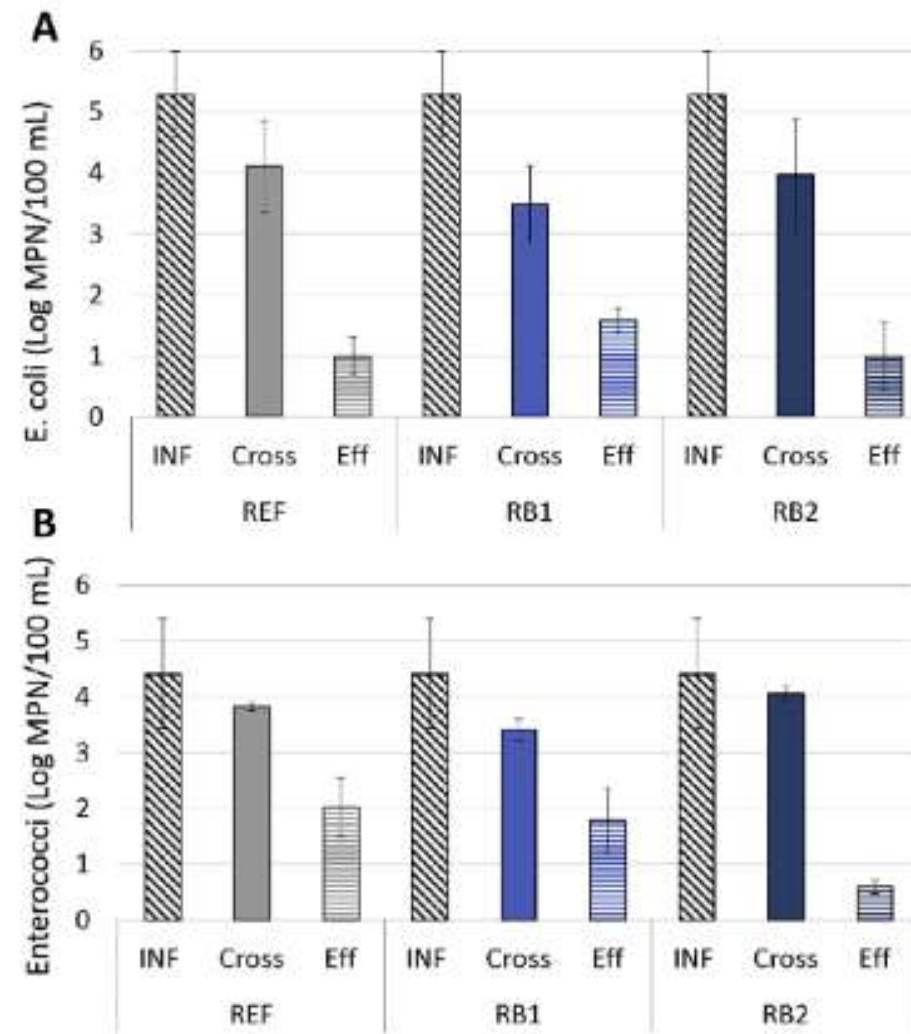 A
E. coli (Log MPN/100 mL)
6
5
4
3
2
1
0
INF Cross Eff INF Cross Eff INF Cross Eff
REF RB1 RB2
B
Enterococci (Log MPN/100 mL)
6
5
4
3
2
1
0
INF Cross Eff INF Cross Eff INF Cross Eff
REF RB1 RB2